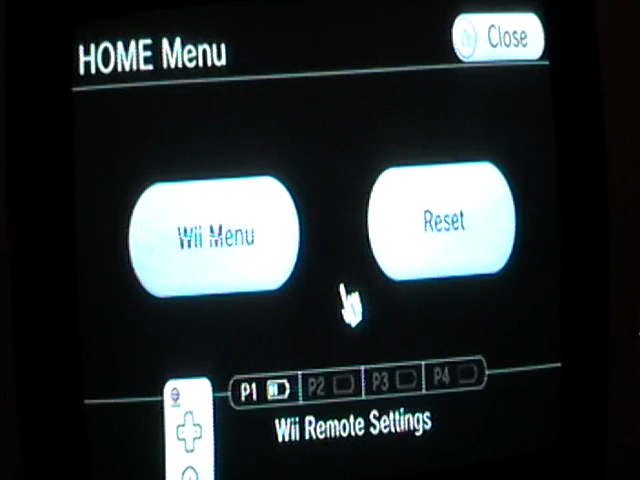 HOME Menu
Close
Wii Menu
Reset
P1
P2
P3
P4
Wii Remote Settings